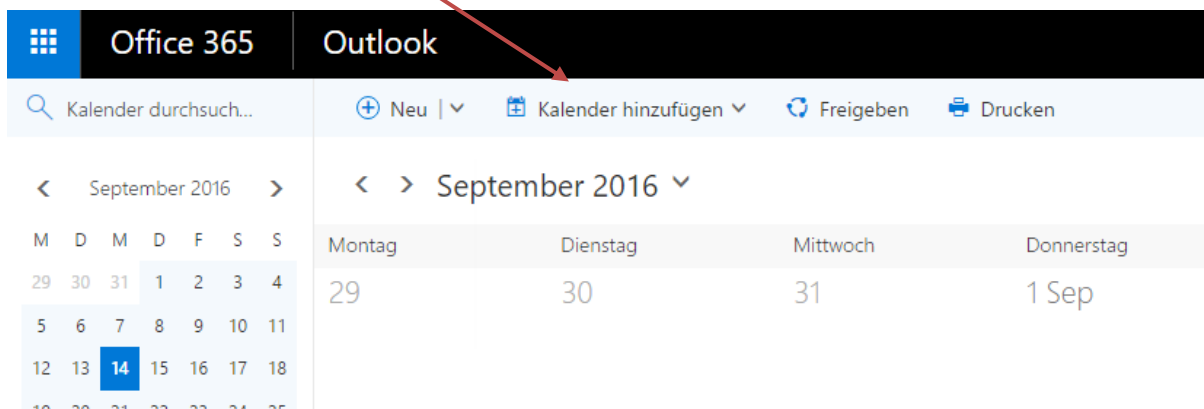 Office 365 Outlook
Kalender durchsuch... Neu Kalender hinzufügen Freigeben Drucken
September 2016
September 2016
M D M D F S S
Montag Dienstag Mittwoch Donnerstag
29 30 31 1 2 3 4
29 30 31 1 Sep
5 6 7 8 9 10 11
12 13 14 15 16 17 18